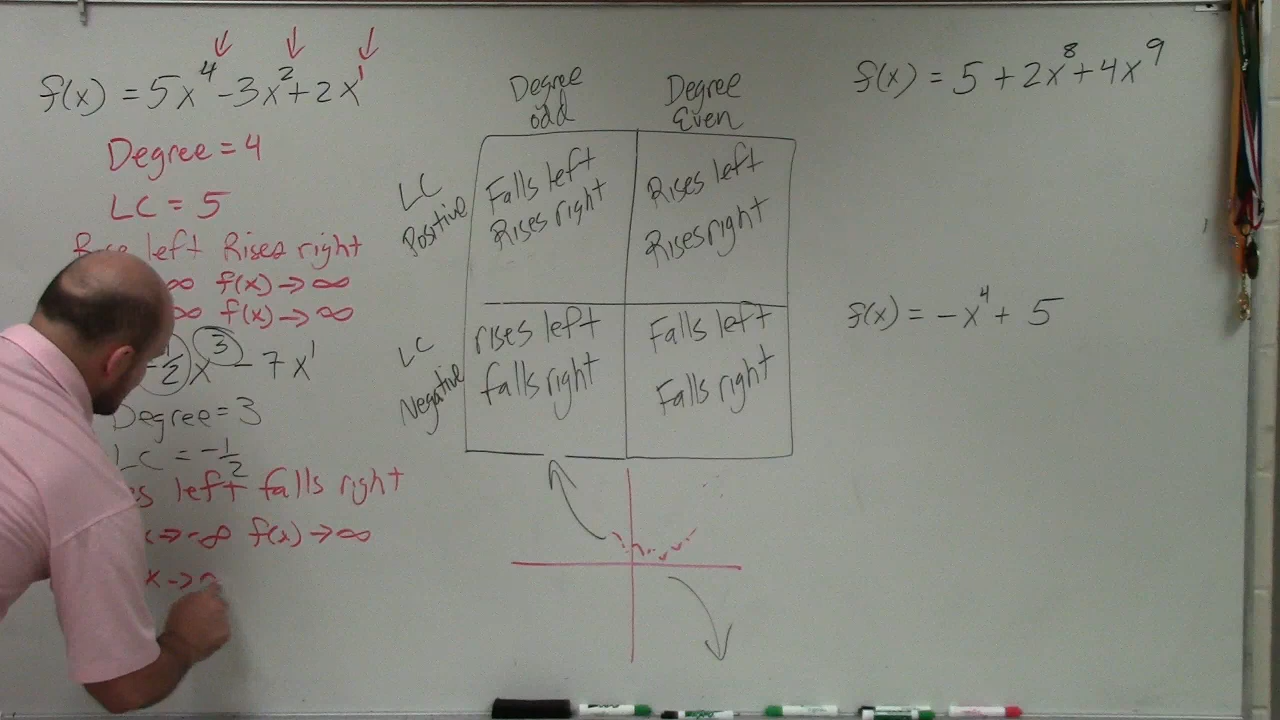 f(x) = 5x⁴ - 3x² + 2x¹
Degree = 4
LC = 5
left Rises right
∞ f(x) → ∞
∞ f(x) → ∞
-1/2 x³ - 7x¹
Degree = 3
LC = -1/2
left falls right
x → -∞ f(x) → ∞
x →
Degree odd
Degree Even
LC Positive
Falls left
Rises right
Rises left
Rises right
LC Negative
rises left
falls right
Falls left
Falls right
f(x) = 5 + 2x⁸ + 4x⁹
f(x) = -x⁴ + 5